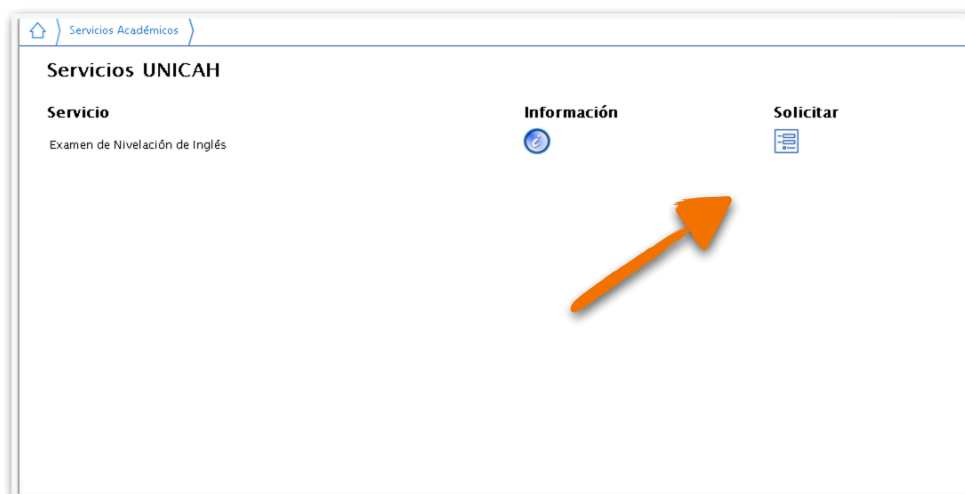 Servicios Académicos
Servicios UNICAH
Servicio Información Solicitar
Examen de Nivelación de Inglés